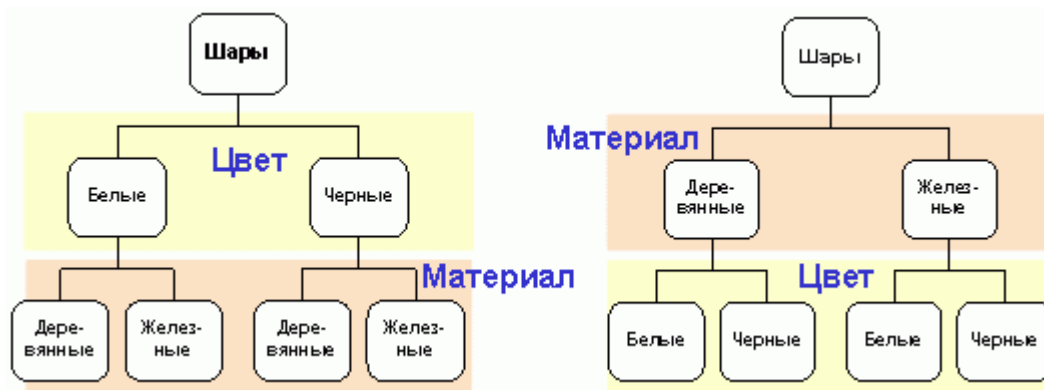 Шары
Цвет
Белые
Черные
Материал
Дере-
вянные
Желез-
ные
Дере-
вянные
Желез-
ные
Шары
Материал
Дере-
вянные
Желез-
ные
Цвет
Белые
Черные
Белые
Черные